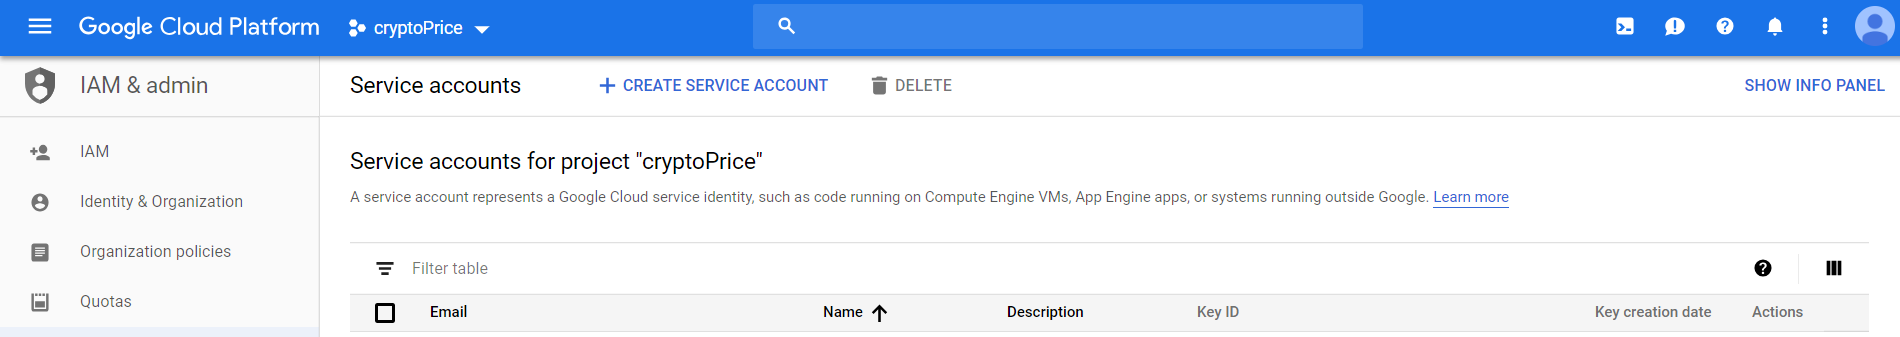 Google Cloud Platform cryptoPrice
IAM & admin
Service accounts CREATE SERVICE ACCOUNT DELETE SHOW INFO PANEL
IAM
Identity & Organization
Organization policies
Quotas
Service accounts for project "cryptoPrice"
A service account represents a Google Cloud service identity, such as code running on Compute Engine VMs, App Engine apps, or systems running outside Google. Learn more
Filter table
Email Name Description Key ID Key creation date Actions